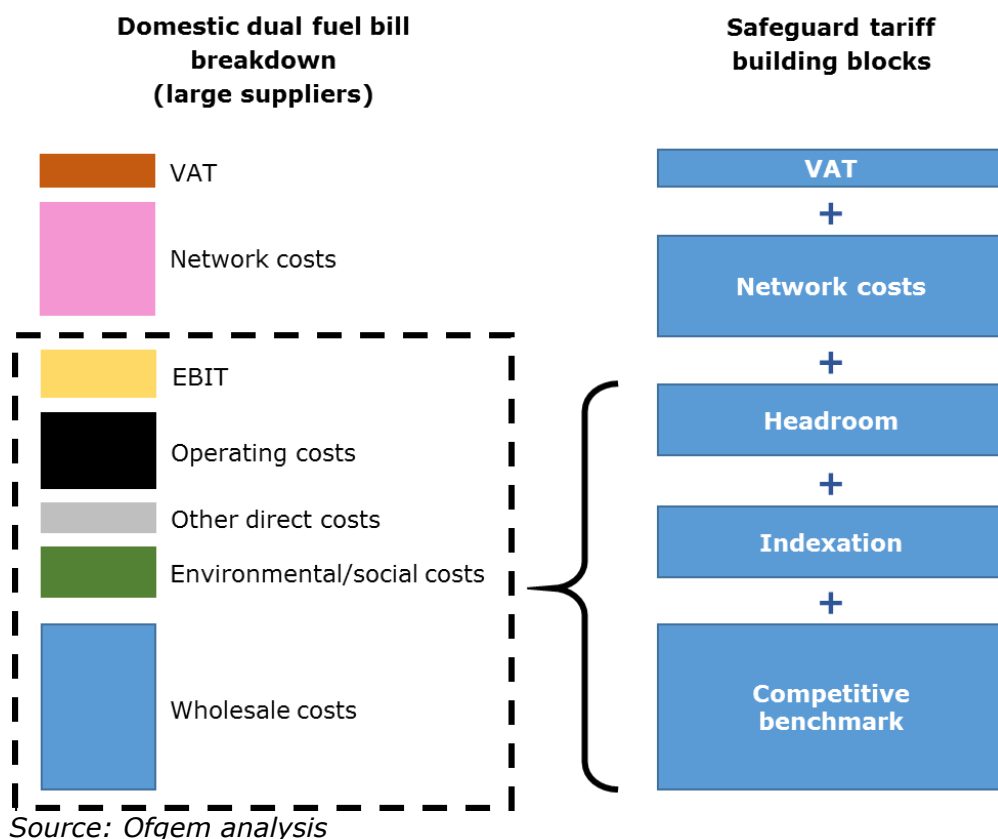 Domestic dual fuel bill
breakdown
(large suppliers)
VAT
Network costs
EBIT
Operating costs
Other direct costs
Environmental/social costs
Wholesale costs
Safeguard tariff
building blocks
VAT
+
Network costs
+
Headroom
+
Indexation
+
Competitive
benchmark
Source: Ofgem analysis